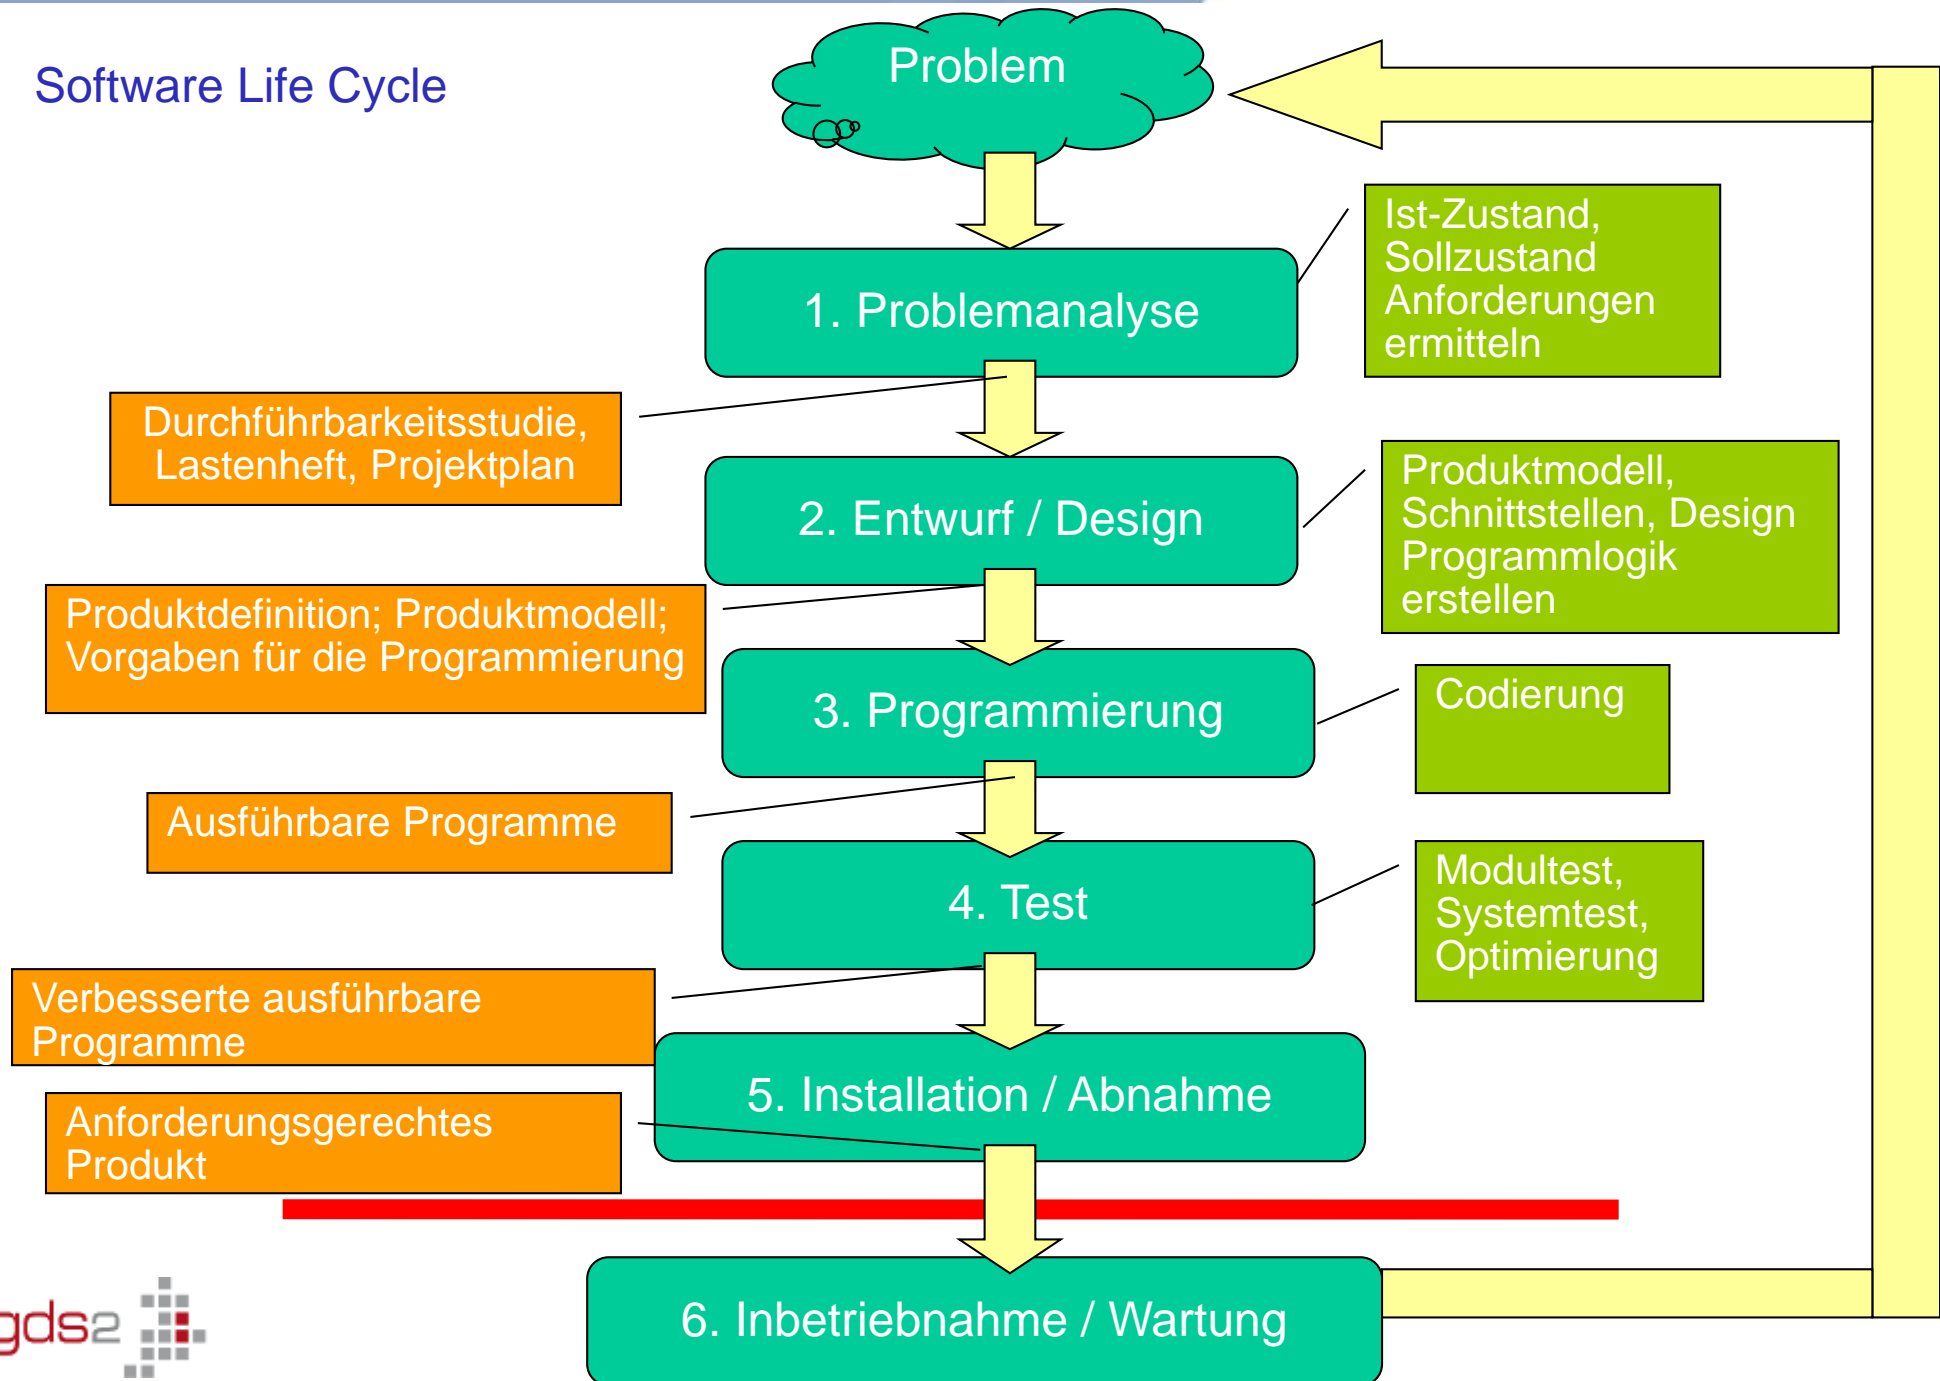 Software Life Cycle
Problem
Ist-Zustand,
Sollzustand
Anforderungen
ermitteln
1. Problemanalyse
Durchführbarkeitsstudie,
Lastenheft, Projektplan
Produktmodell,
Schnittstellen, Design
Programmlogik
erstellen
2. Entwurf / Design
Produktdefinition; Produktmodell;
Vorgaben für die Programmierung
Codierung
3. Programmierung
Ausführbare Programme
Modultest,
Systemtest,
Optimierung
4. Test
Verbesserte ausführbare
Programme
5. Installation / Abnahme
Anforderungsgerechtes
Produkt
6. Inbetriebnahme / Wartung
gds2